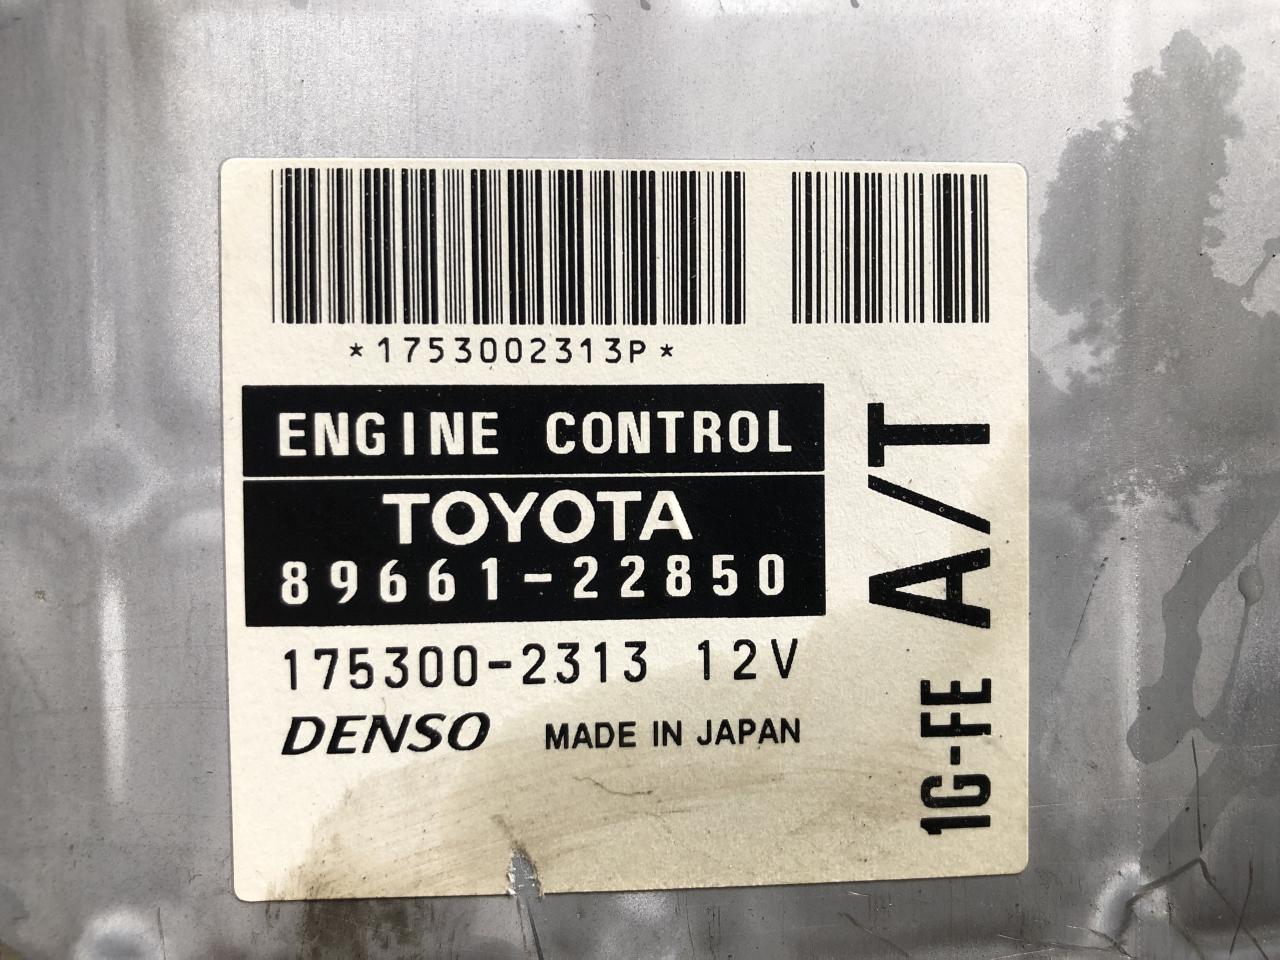 *1753002313P*
ENGINE CONTROL
TOYOTA
89661-22850
175300-2313 12V
DENSO MADE IN JAPAN
1G-FE A/T